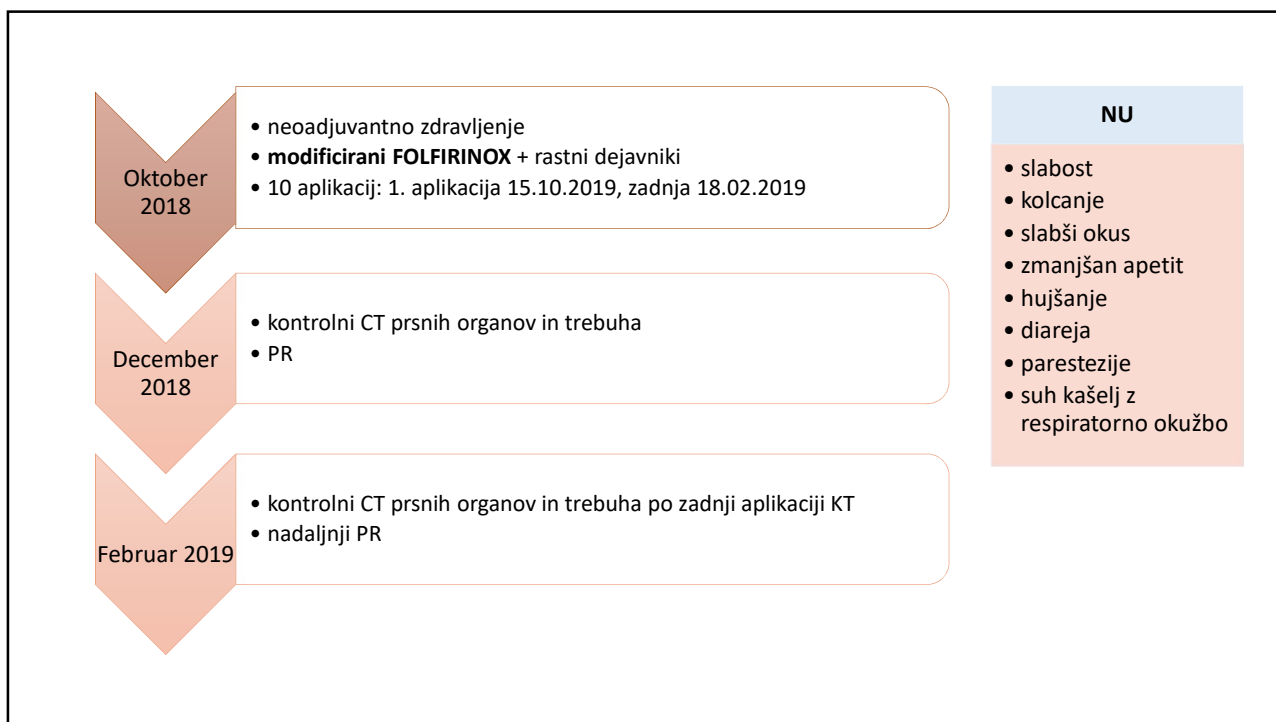 Oktober
2018
• neoadjuvantno zdravljenje
• modificirani FOLFIRINOX + rastni dejavniki
• 10 aplikacij: 1. aplikacija 15.10.2019, zadnja 18.02.2019
December
2018
• kontrolni CT prsnih organov in trebuha
• PR
Februar 2019
• kontrolni CT prsnih organov in trebuha po zadnji aplikaciji KT
• nadaljnji PR
NU
• slabost
• kolcanje
• slabši okus
• zmanjšan apetit
• hujšanje
• diareja
• parestezije
• suh kašelj z
respiratorno okužbo